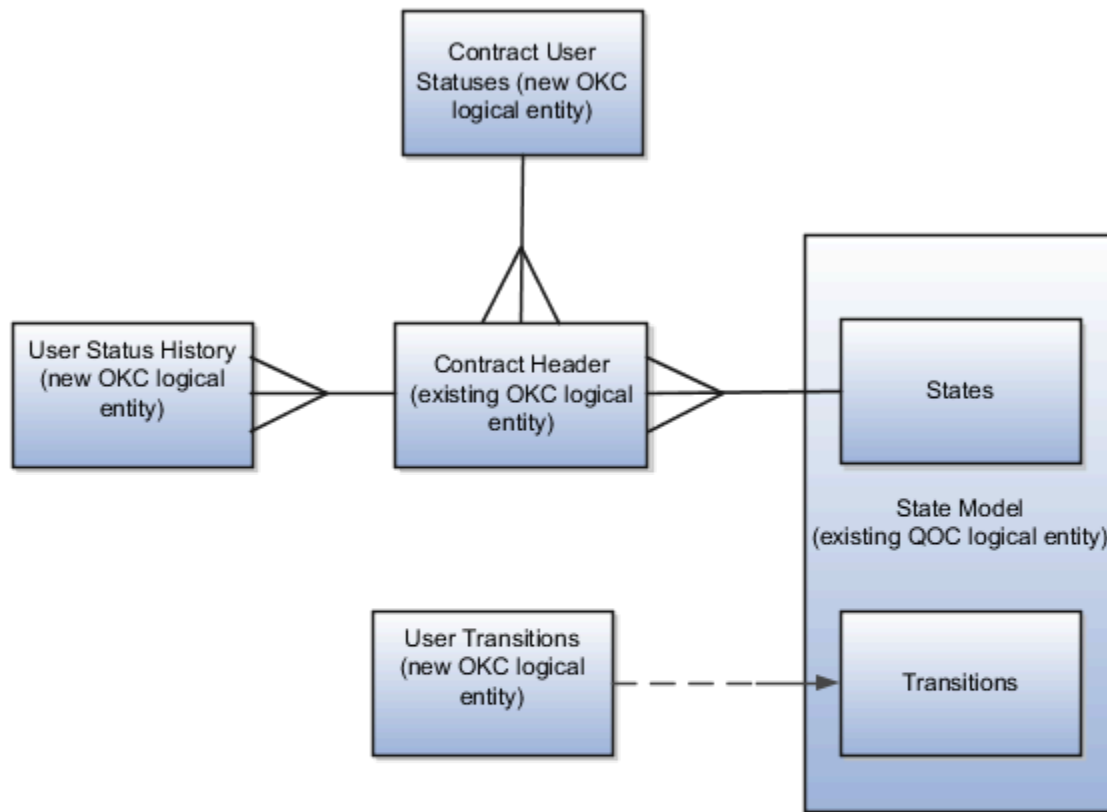 Contract User
Statuses (new OKC
logical entity)
User Status History
(new OKC logical
entity)
Contract Header
(existing OKC logical
entity)
States
State Model
(existing QOC logical entity)
User Transitions
(new OKC logical
entity)
Transitions